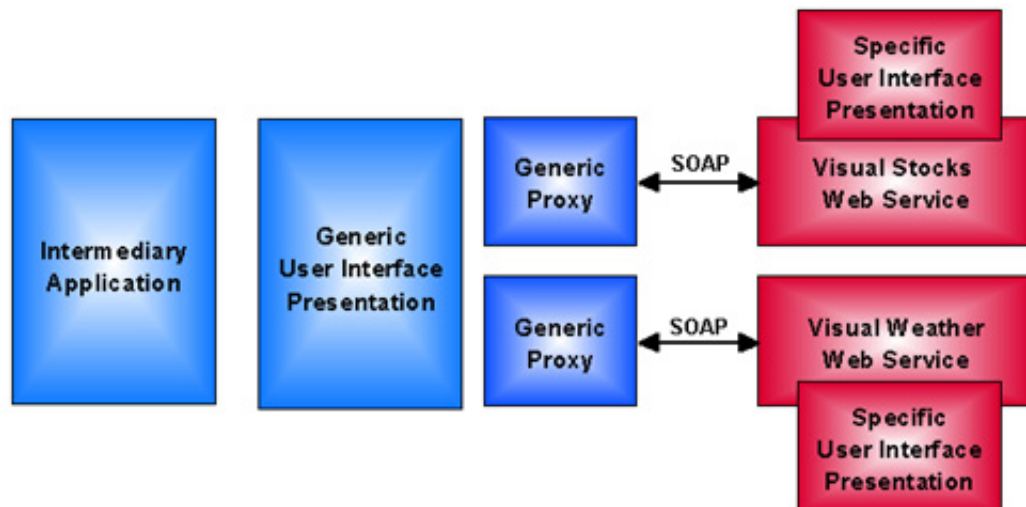 Intermediary
Application
Generic
User Interface
Presentation
Generic
Proxy
SOAP
Specific
User Interface
Presentation
Visual Stocks
Web Service
Generic
Proxy
SOAP
Visual Weather
Web Service
Specific
User Interface
Presentation